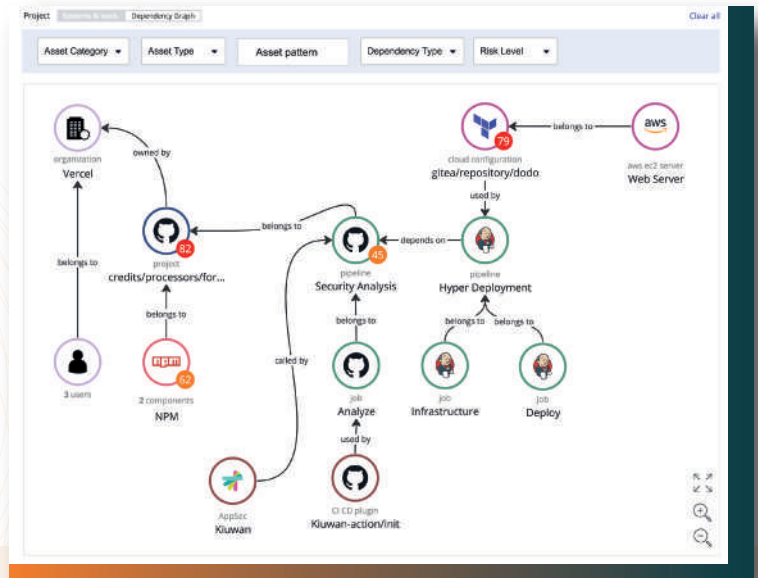 Project
Dependency Graph
Clear all
Asset Category
Asset Type
Asset pattern
Dependency Type
Risk Level
organization
Vercel
owned by
cloud configuration
gitea/repository/dodo
79
belongs to
aws
aws ec2 server
Web Server
used by
belongs to
82
project
credits/processors/for...
belongs to
45
pipeline
Security Analysis
depends on
pipeline
Hyper Deployment
belongs to
belongs to
belongs to
belongs to
3 users
62
2 components
NPM
called by
job
Analyze
job
Infrastructure
job
Deploy
used by
AppSec
Kiuwan
CI CD plugin
Kiuwan-action/init